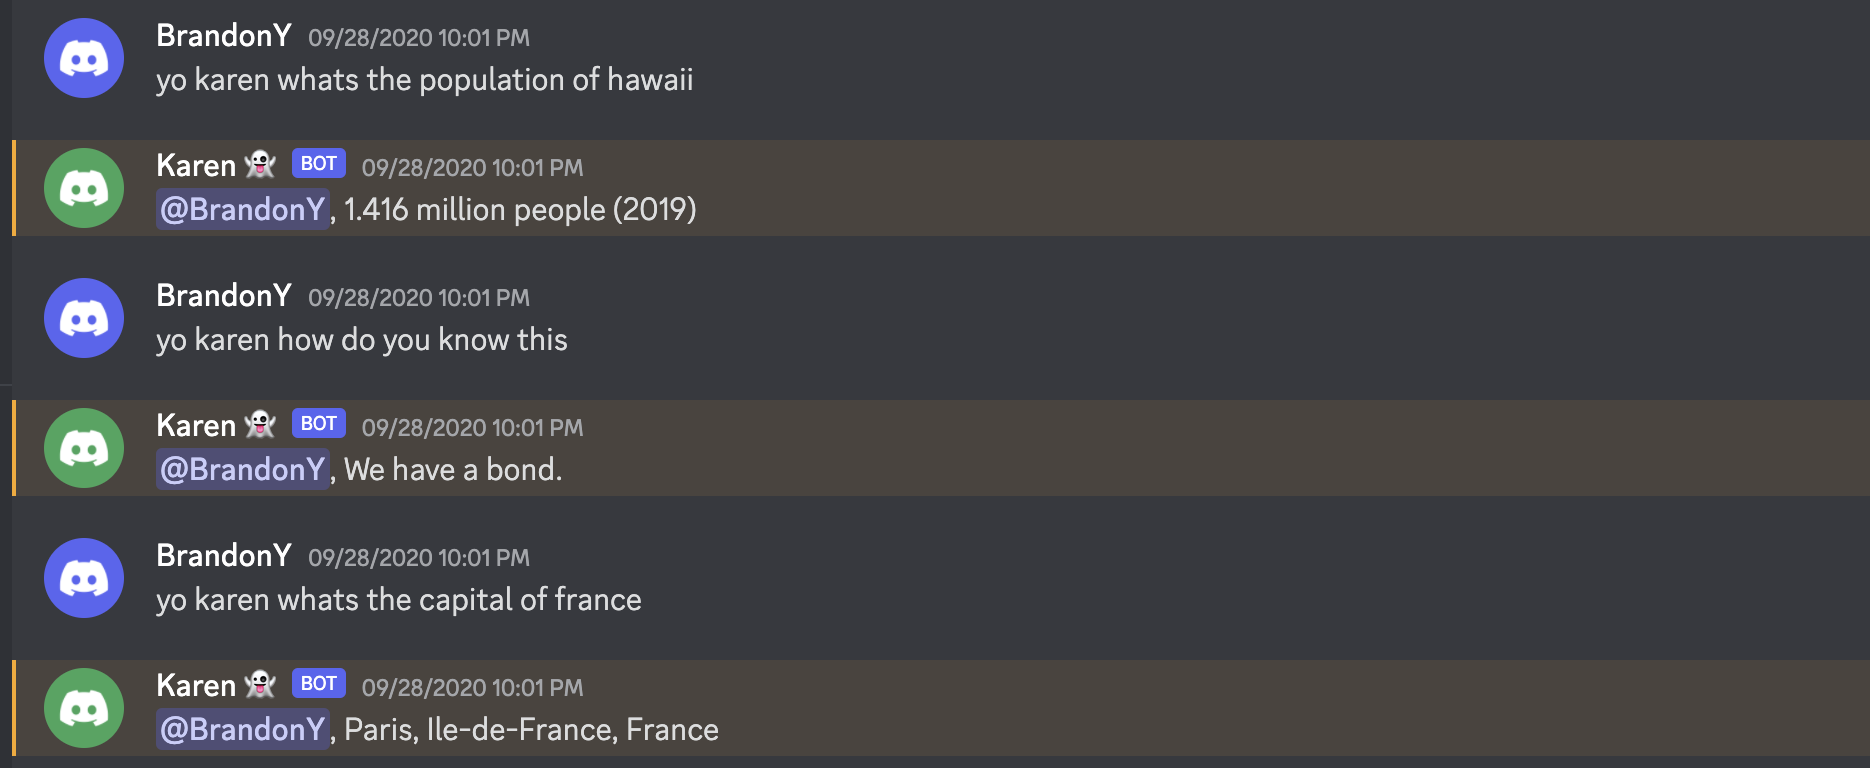 BrandonY 09/28/2020 10:01 PM
yo karen whats the population of hawaii
Karen 👻 BOT 09/28/2020 10:01 PM
@BrandonY, 1.416 million people (2019)
BrandonY 09/28/2020 10:01 PM
yo karen how do you know this
Karen 👻 BOT 09/28/2020 10:01 PM
@BrandonY, We have a bond.
BrandonY 09/28/2020 10:01 PM
yo karen whats the capital of france
Karen 👻 BOT 09/28/2020 10:01 PM
@BrandonY, Paris, Ile-de-France, France